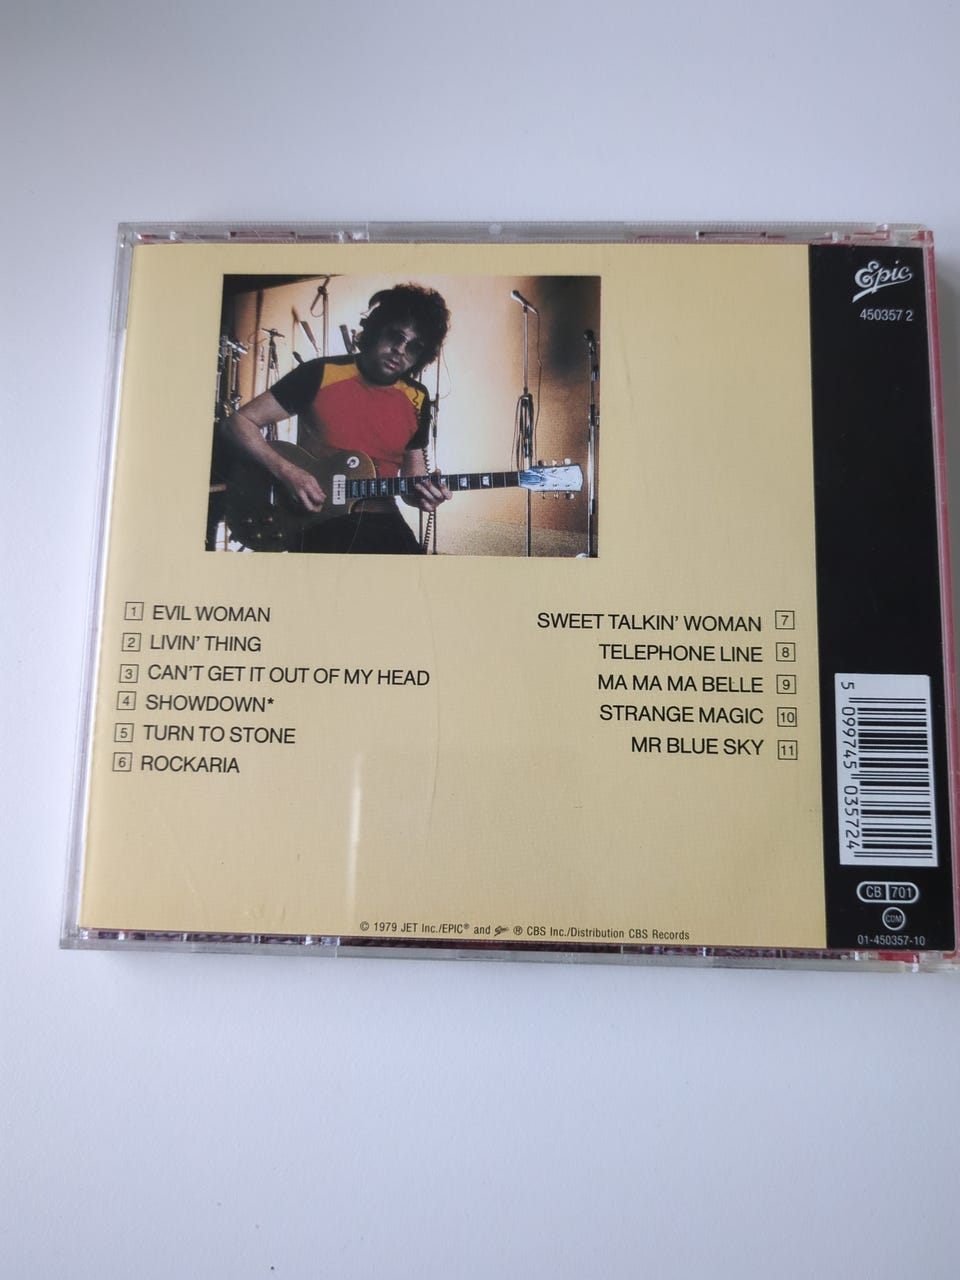 Epic
450357 2
1 EVIL WOMAN
2 LIVIN' THING
3 CAN'T GET IT OUT OF MY HEAD
4 SHOWDOWN*
5 TURN TO STONE
6 ROCKARIA
SWEET TALKIN' WOMAN 7
TELEPHONE LINE 8
MA MA MA BELLE 9
STRANGE MAGIC 10
MR BLUE SKY 11
5 099745 035724
CB 701
CDM
01-450357-10
© 1979 JET Inc./EPIC® and Epic ® CBS Inc./Distribution CBS Records